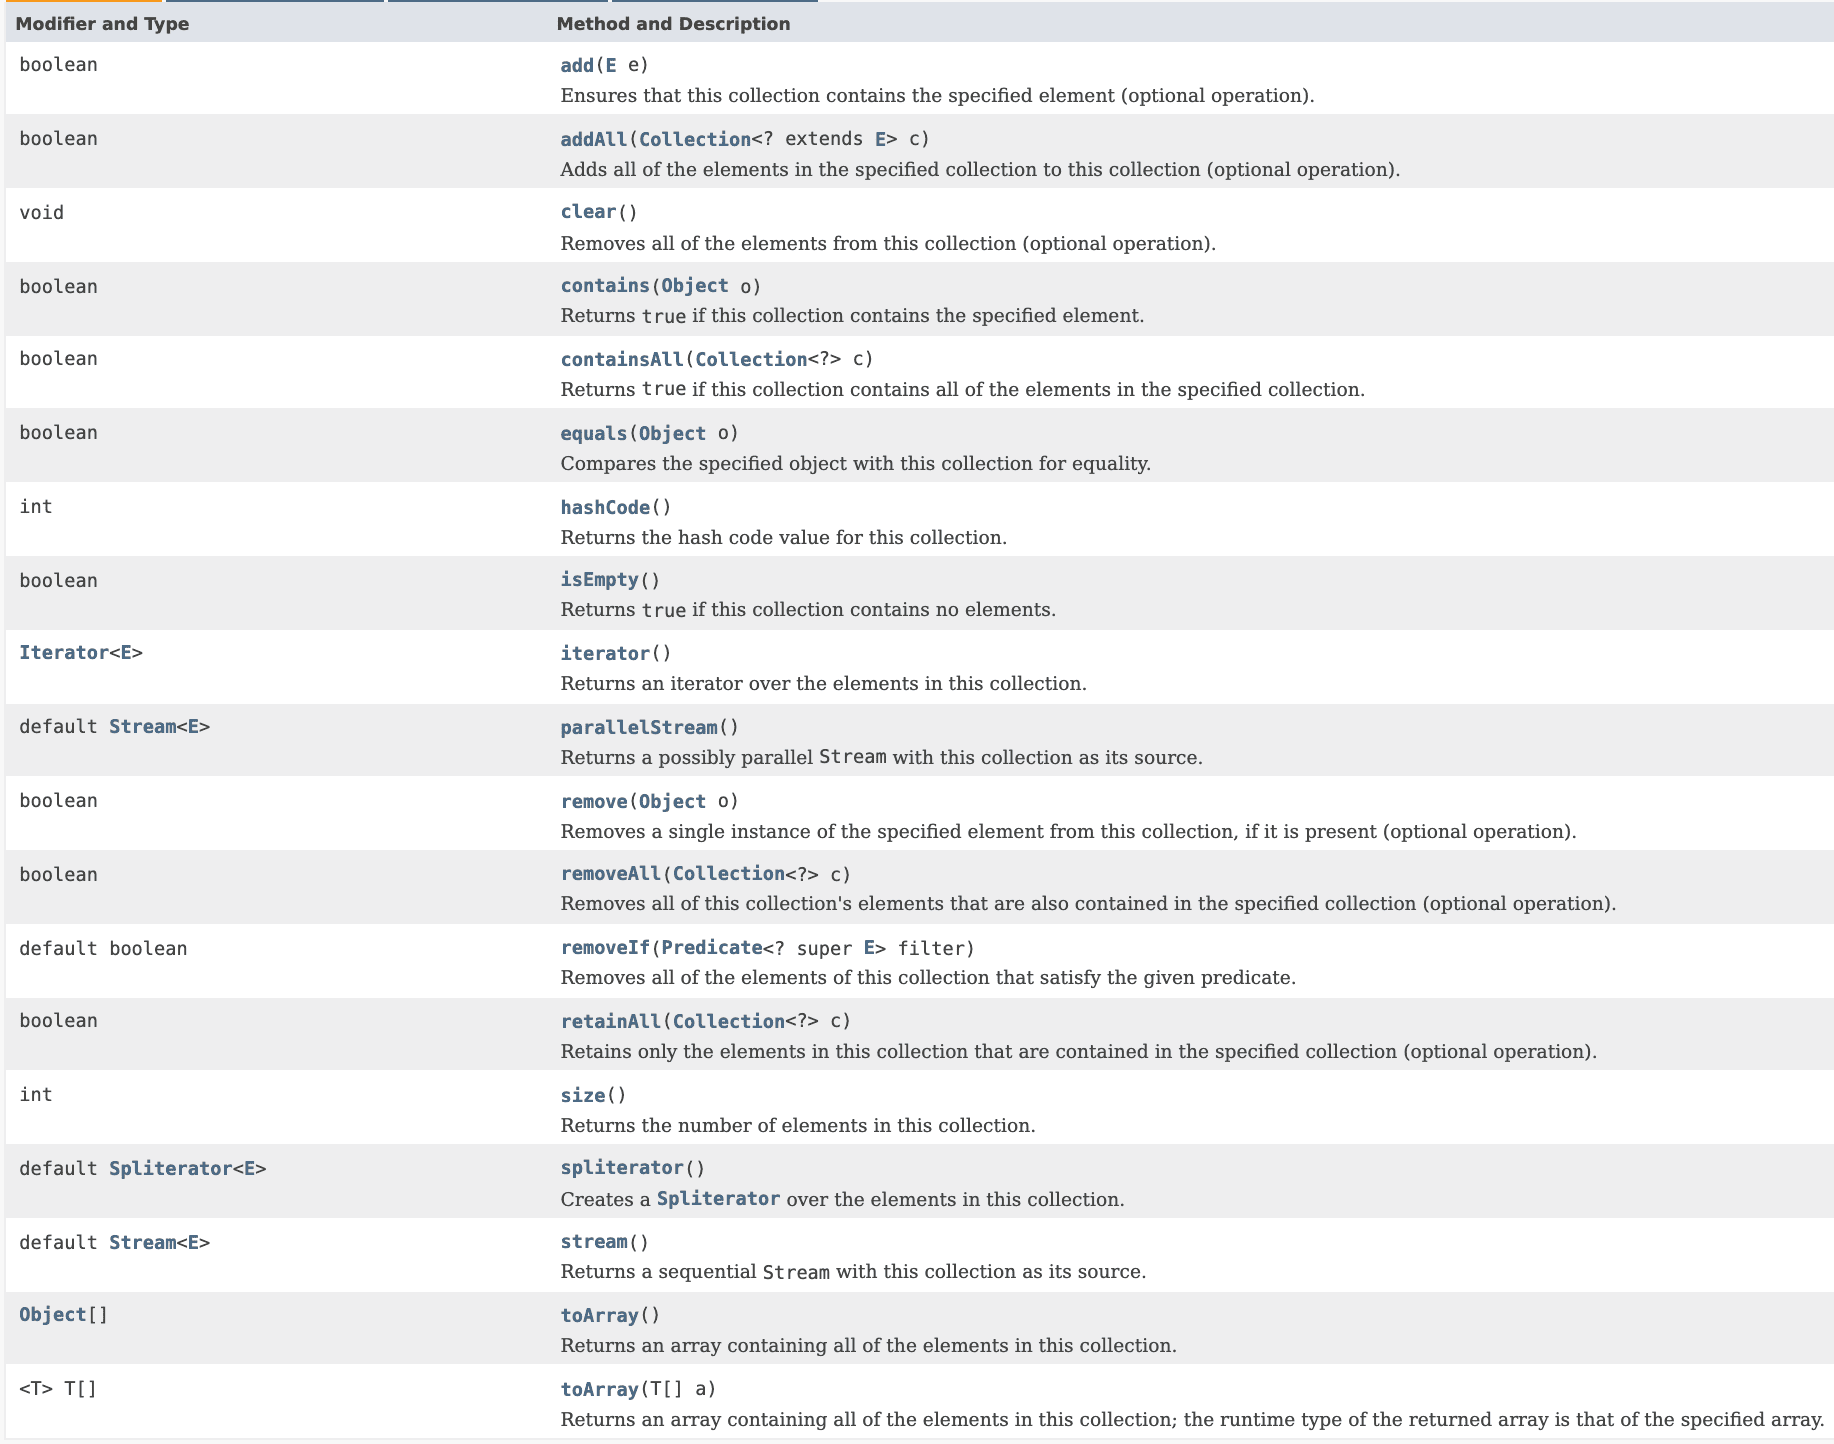 Modifier and Type Method and Description
boolean add(E e)
Ensures that this collection contains the specified element (optional operation).
boolean addAll(Collection<? extends E> c)
Adds all of the elements in the specified collection to this collection (optional operation).
void clear()
Removes all of the elements from this collection (optional operation).
boolean contains(Object o)
Returns true if this collection contains the specified element.
boolean containsAll(Collection<?> c)
Returns true if this collection contains all of the elements in the specified collection.
boolean equals(Object o)
Compares the specified object with this collection for equality.
int hashCode()
Returns the hash code value for this collection.
boolean isEmpty()
Returns true if this collection contains no elements.
Iterator<E> iterator()
Returns an iterator over the elements in this collection.
default Stream<E> parallelStream()
Returns a possibly parallel Stream with this collection as its source.
boolean remove(Object o)
Removes a single instance of the specified element from this collection, if it is present (optional operation).
boolean removeAll(Collection<?> c)
Removes all of this collection's elements that are also contained in the specified collection (optional operation).
default boolean removeIf(Predicate<? super E> filter)
Removes all of the elements of this collection that satisfy the given predicate.
boolean retainAll(Collection<?> c)
Retains only the elements in this collection that are contained in the specified collection (optional operation).
int size()
Returns the number of elements in this collection.
default Spliterator<E> spliterator()
Creates a Spliterator over the elements in this collection.
default Stream<E> stream()
Returns a sequential Stream with this collection as its source.
Object[] toArray()
Returns an array containing all of the elements in this collection.
<T> T[] toArray(T[] a)
Returns an array containing all of the elements in this collection; the runtime type of the returned array is that of the specified array.